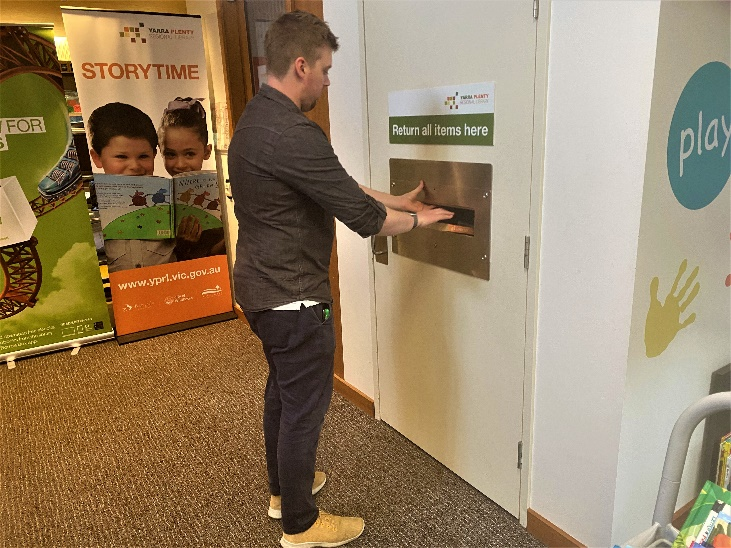 YARRA PLENTY
REGIONAL LIBRARY
STORYTIME
www.yprl.vic.gov.au
FOR
YARRA PLENTY
REGIONAL LIBRARY
Return all items here
play